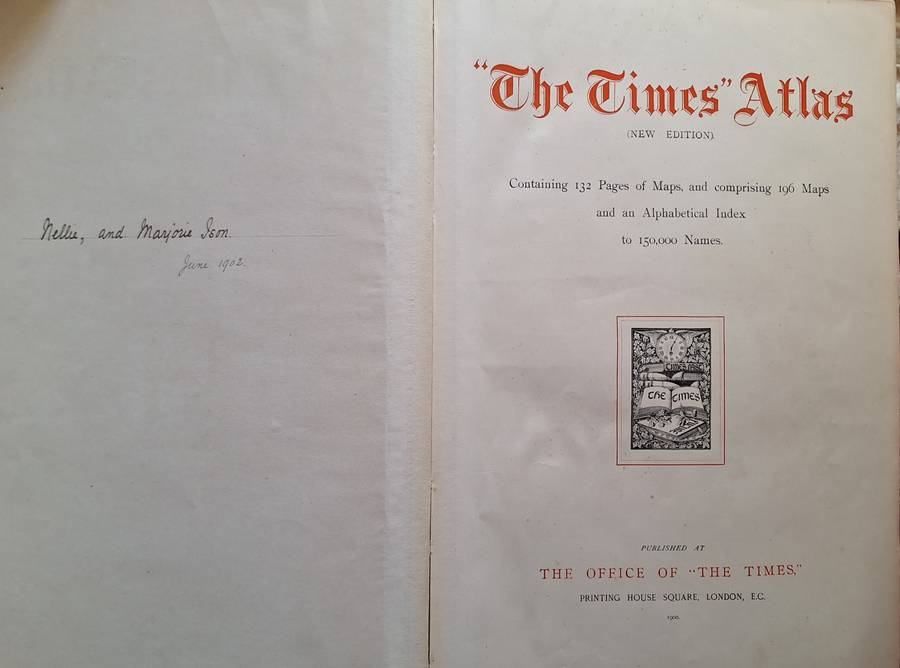 Nellie, and Marjorie Ison.
June 1902.
"The Times" Atlas
(NEW EDITION).
Containing 132 Pages of Maps, and comprising 196 Maps
and an Alphabetical Index
to 150,000 Names.
THE TIMES
PUBLISHED AT
THE OFFICE OF "THE TIMES,"
PRINTING HOUSE SQUARE, LONDON, E.C.
1900.